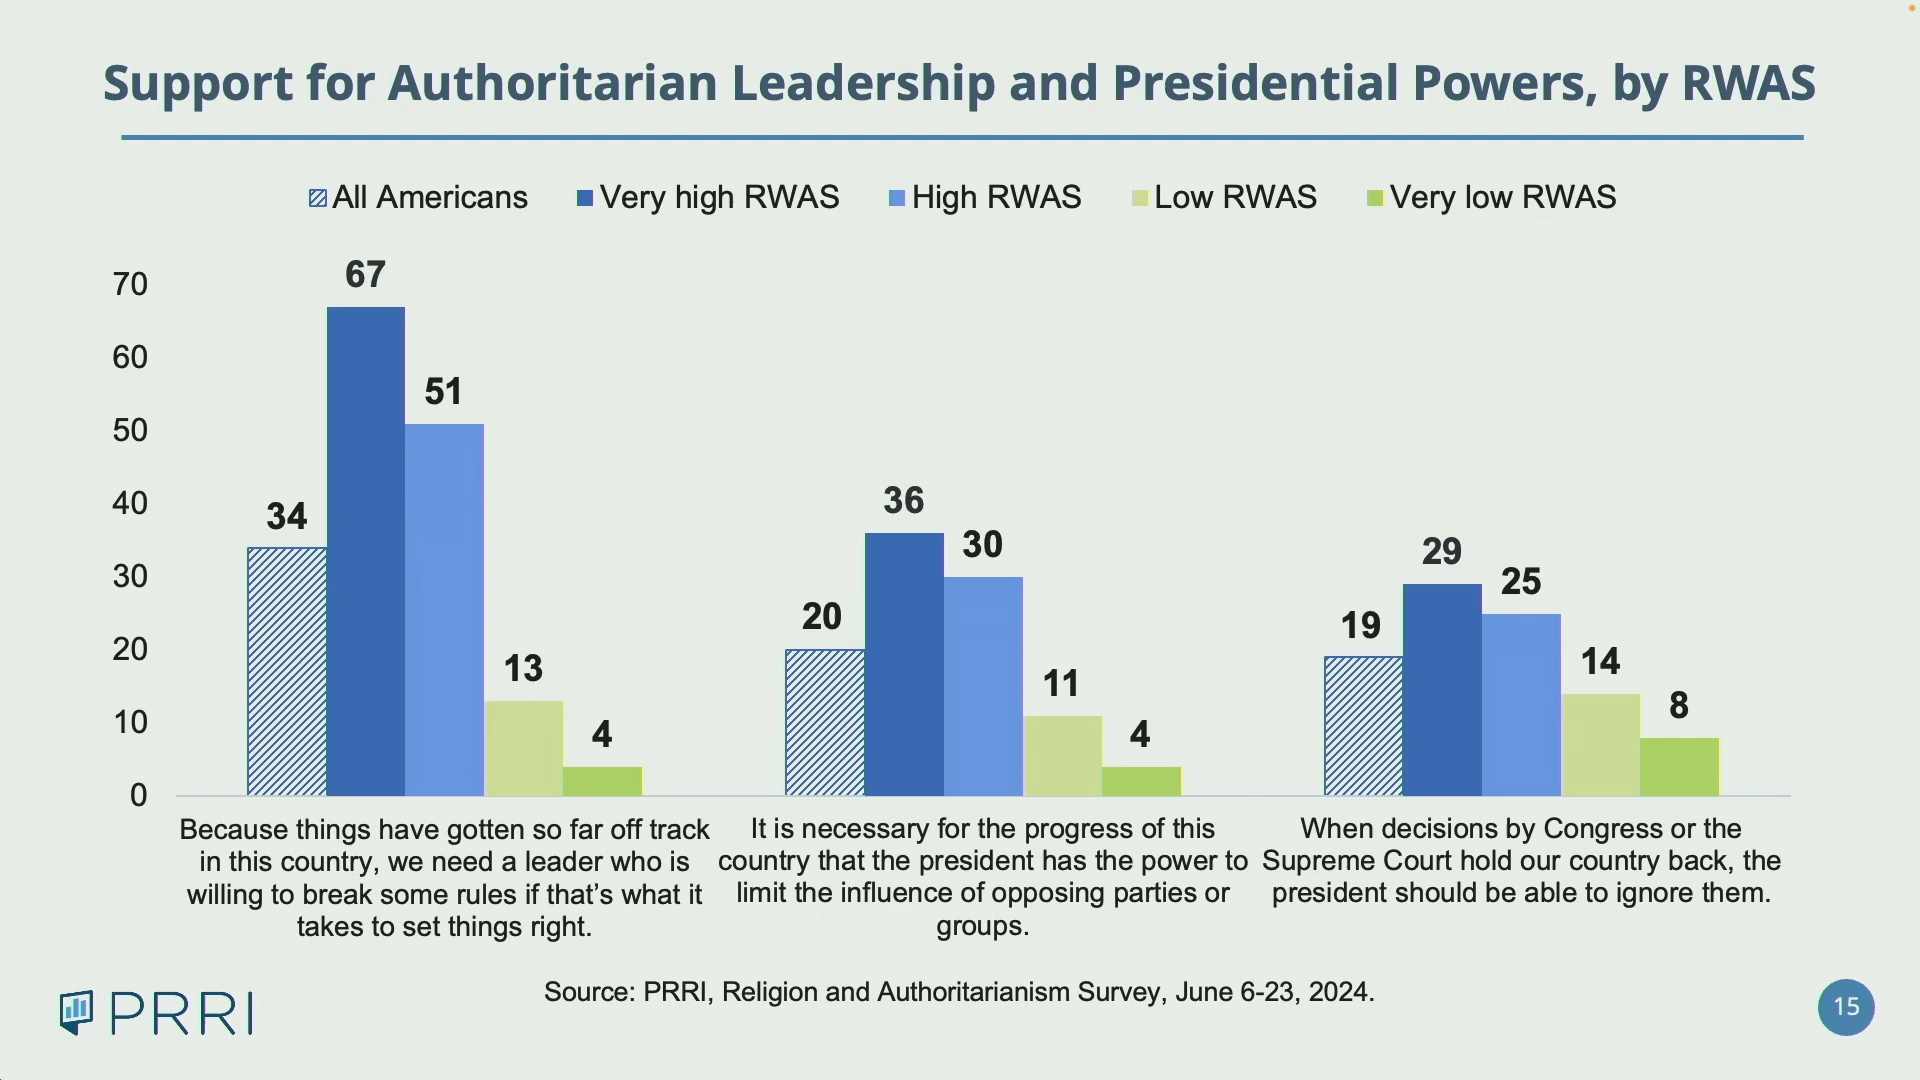 Support for Authoritarian Leadership and Presidential Powers, by RWAS
All Americans
Very high RWAS
High RWAS
Low RWAS
Very low RWAS
70
60
50
40
30
20
10
0
34
67
51
13
4
20
36
30
11
4
19
29
25
14
8
Because things have gotten so far off track
in this country, we need a leader who is
willing to break some rules if that’s what it
takes to set things right.
It is necessary for the progress of this
country that the president has the power to
limit the influence of opposing parties or
groups.
When decisions by Congress or the
Supreme Court hold our country back, the
president should be able to ignore them.
Source: PRRI, Religion and Authoritarianism Survey, June 6-23, 2024.
PRRI
15